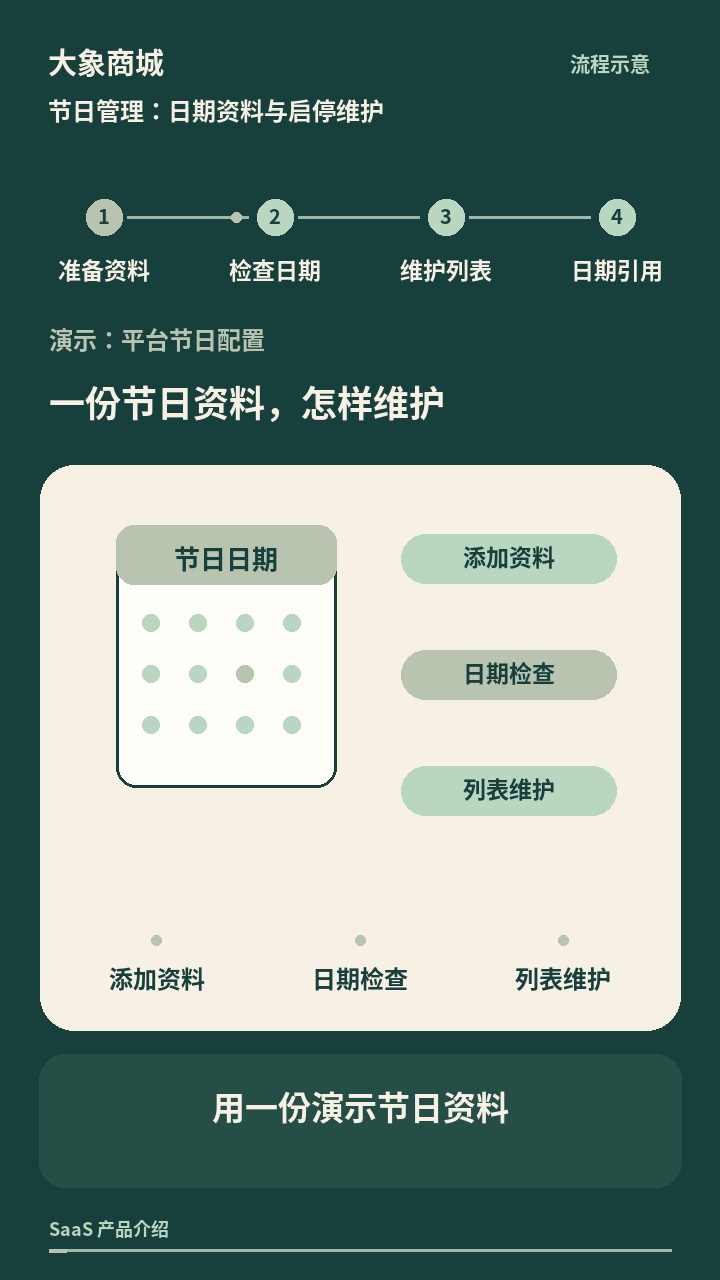 大象商城
流程示意
节日管理：日期资料与启停维护
1 2 3 4
准备资料 检查日期 维护列表 日期引用
演示：平台节日配置
一份节日资料，怎样维护
节日日期
添加资料
日期检查
列表维护
添加资料 日期检查 列表维护
用一份演示节日资料
SaaS 产品介绍